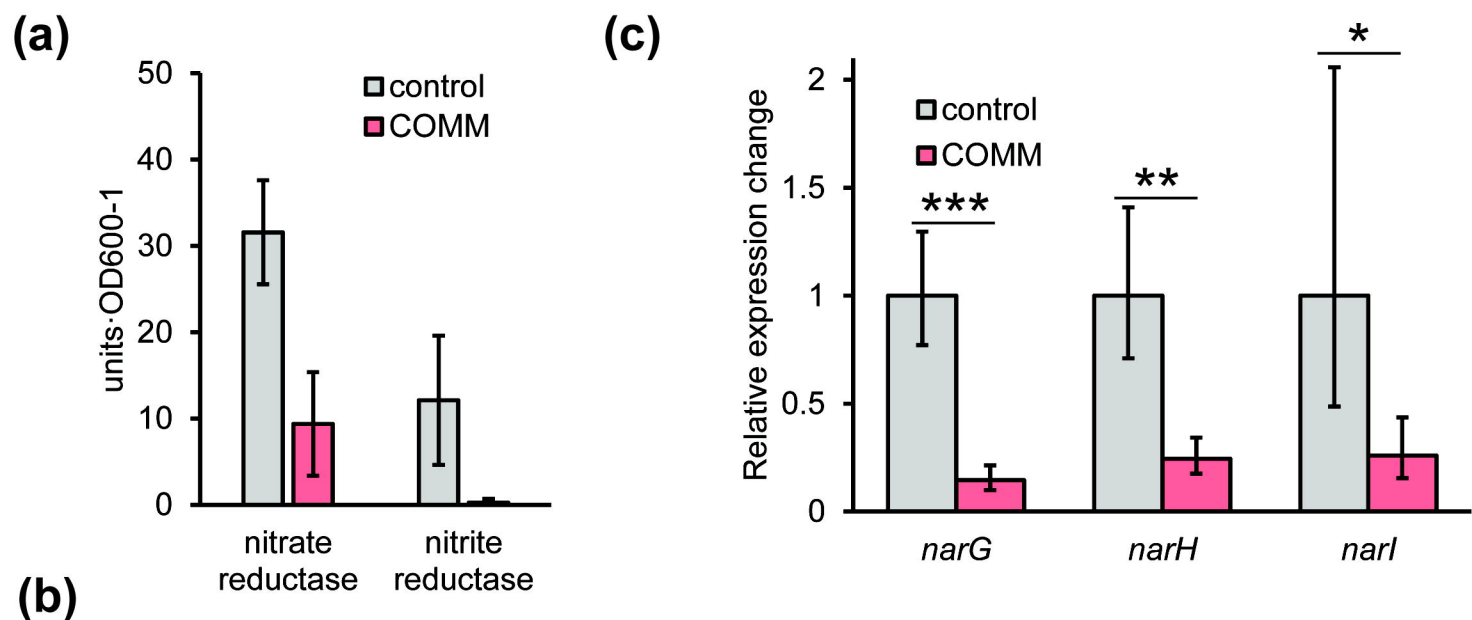 (a)
50
40
30
20
10
0
units·OD600-1
control
COMM
nitrate
reductase
nitrite
reductase
(b)
(c)
2
1.5
1
0.5
0
Relative expression change
control
COMM
***
**
*
narG
narH
narI